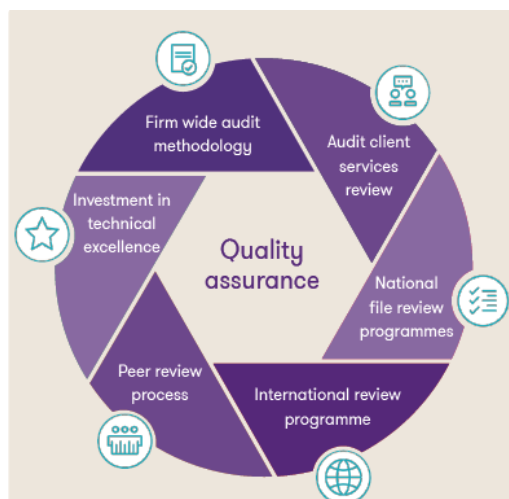 Firm wide audit
methodology
Audit client
services
review
Investment in
technical
excellence
Quality
assurance
National
file review
programmes
Peer review
process
International review
programme